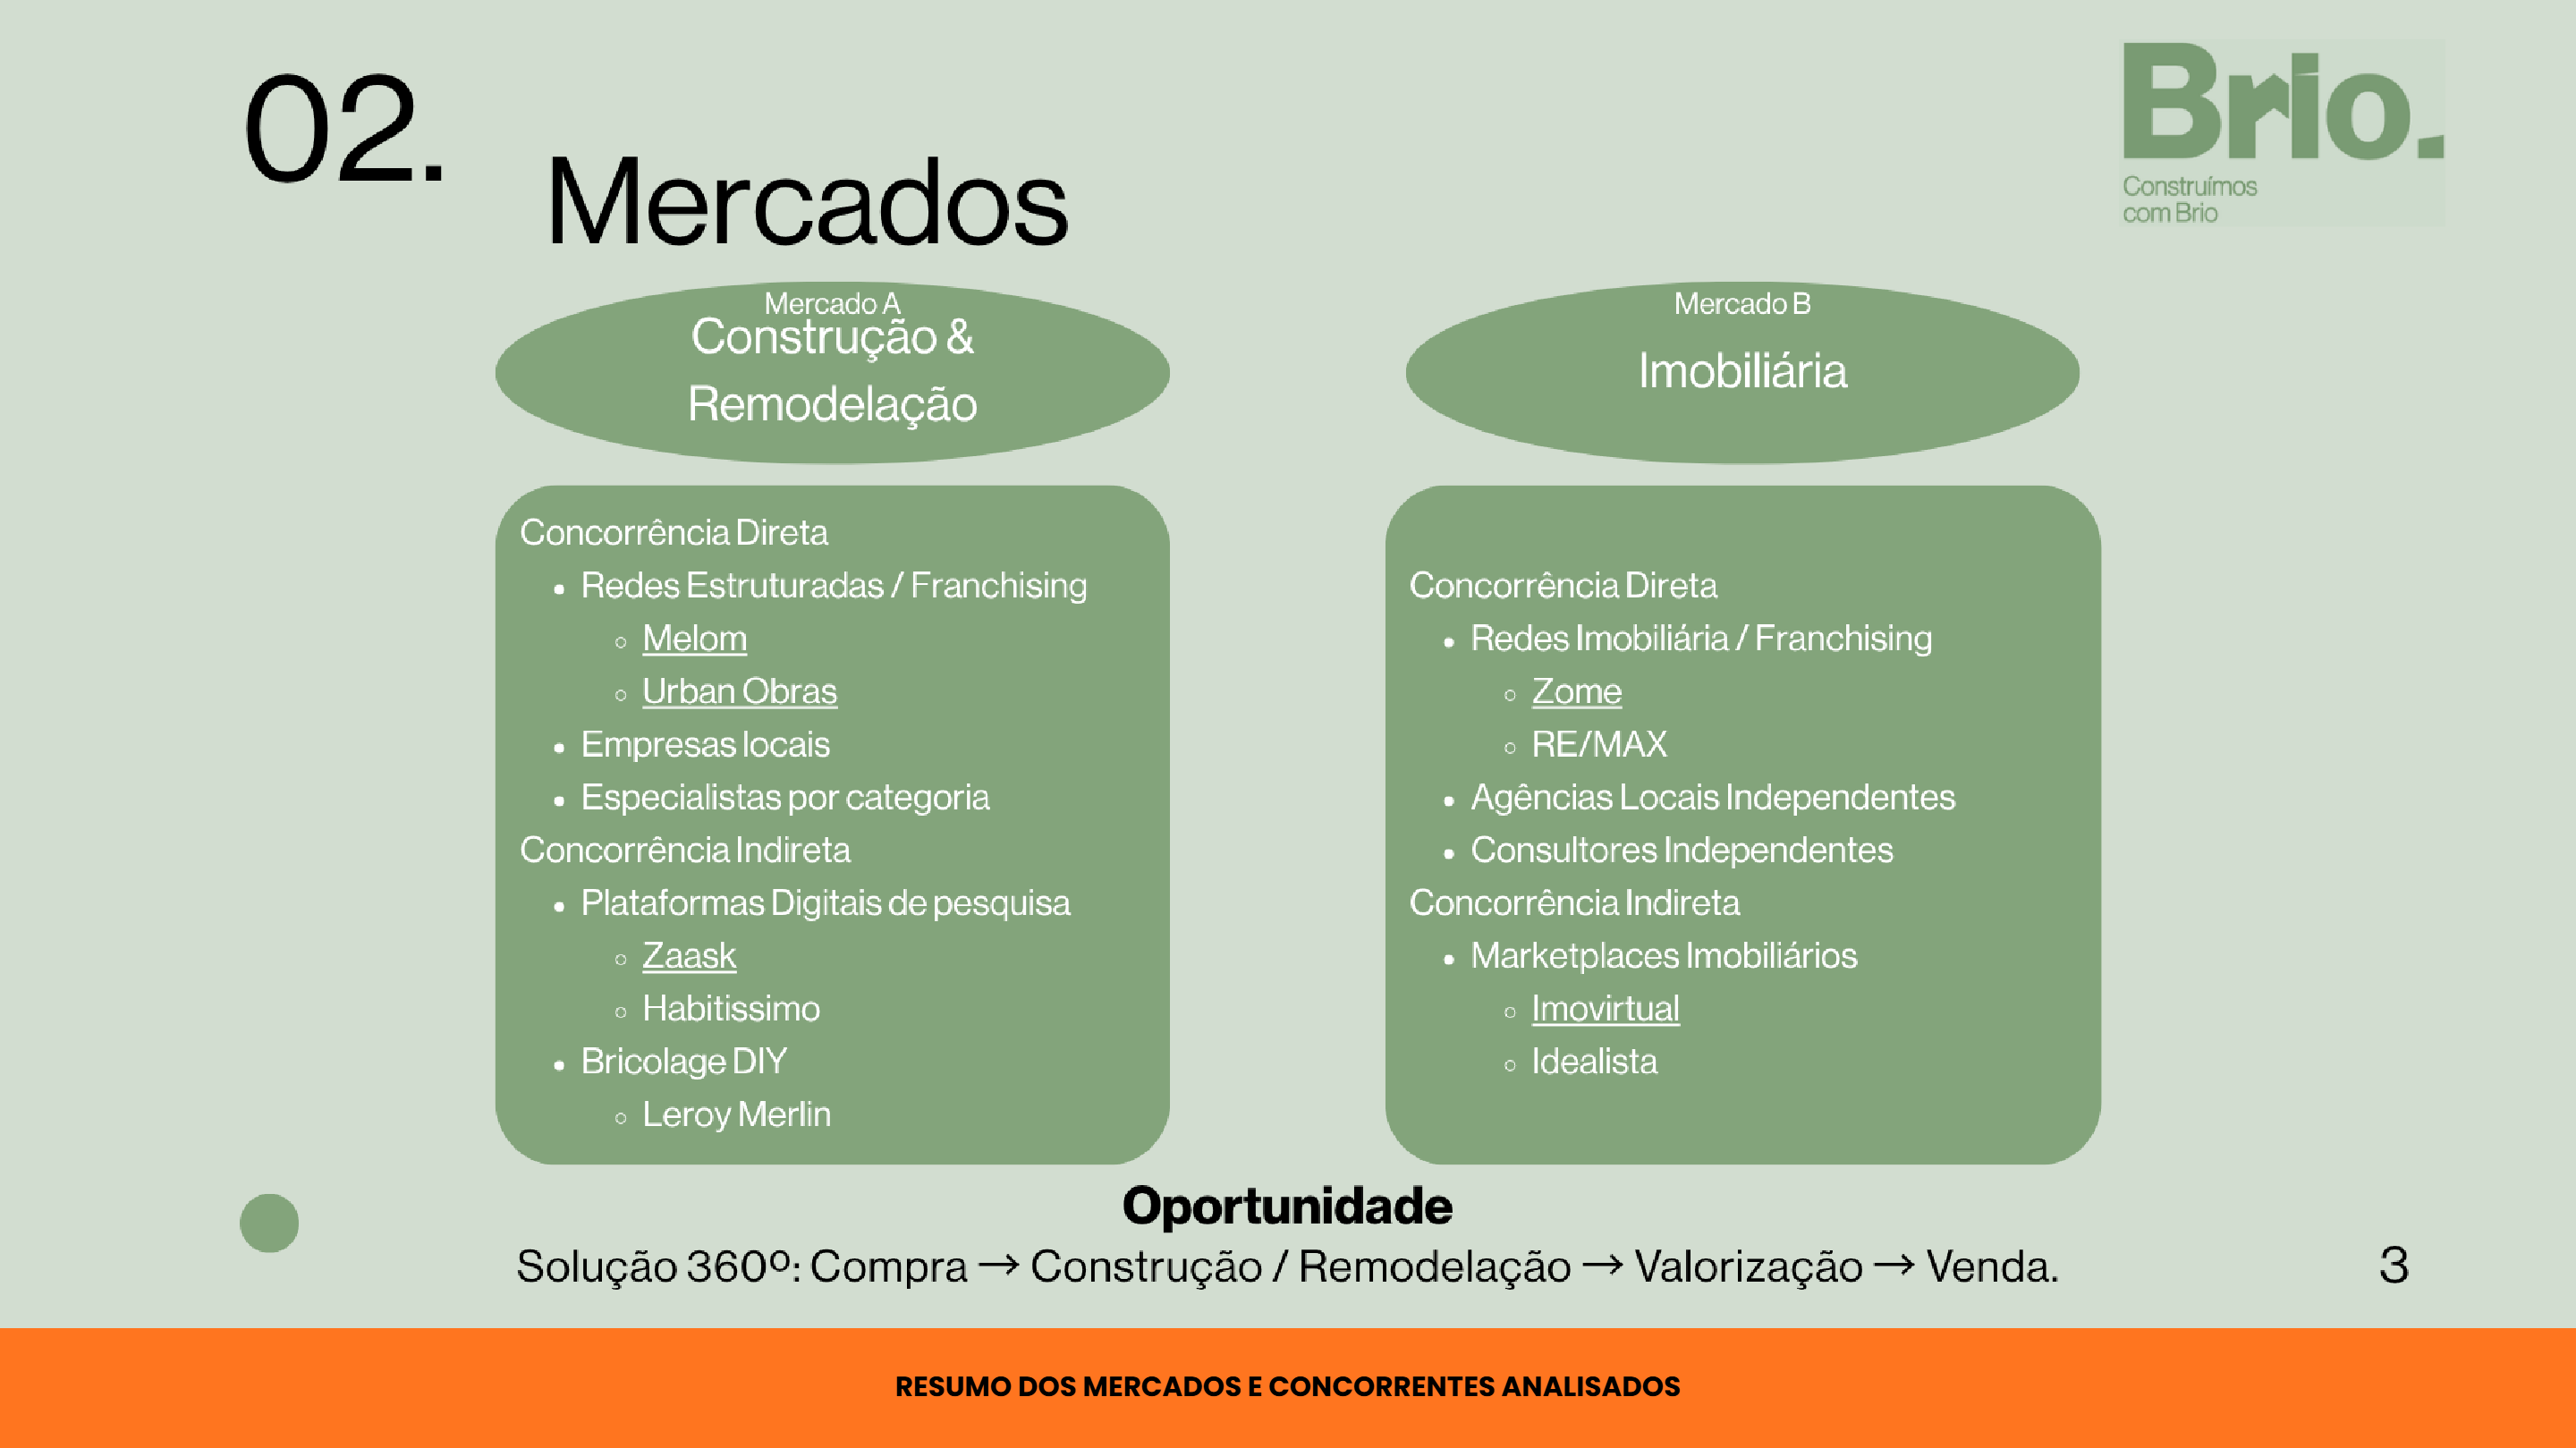 02.
Mercados
Brio.
Construímos
com Brio
Mercado A
Construção &
Remodelação
Concorrência Direta
Redes Estruturadas / Franchising
Melom
Urban Obras
Empresas locais
Especialistas por categoria
Concorrência Indireta
Plataformas Digitais de pesquisa
Zaask
Habitissimo
Bricolage DIY
Leroy Merlin
Mercado B
Imobiliária
Concorrência Direta
Redes Imobiliária / Franchising
Zome
RE/MAX
Agências Locais Independentes
Consultores Independentes
Concorrência Indireta
Marketplaces Imobiliários
Imovirtual
Idealista
Oportunidade
Solução 360º: Compra → Construção / Remodelação → Valorização → Venda.
3
RESUMO DOS MERCADOS E CONCORRENTES ANALISADOS